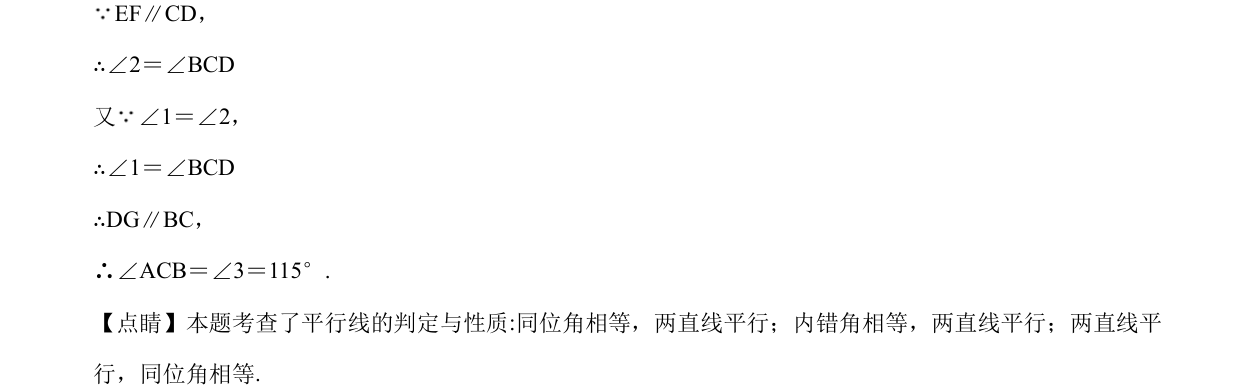 ∵EF∥CD，
∴∠2＝∠BCD
又∵∠1＝∠2，
∴∠1＝∠BCD
∴DG∥BC，
∴∠ACB＝∠3＝115°．
【点睛】本题考查了平行线的判定与性质:同位角相等，两直线平行；内错角相等，两直线平行；两直线平
行，同位角相等.